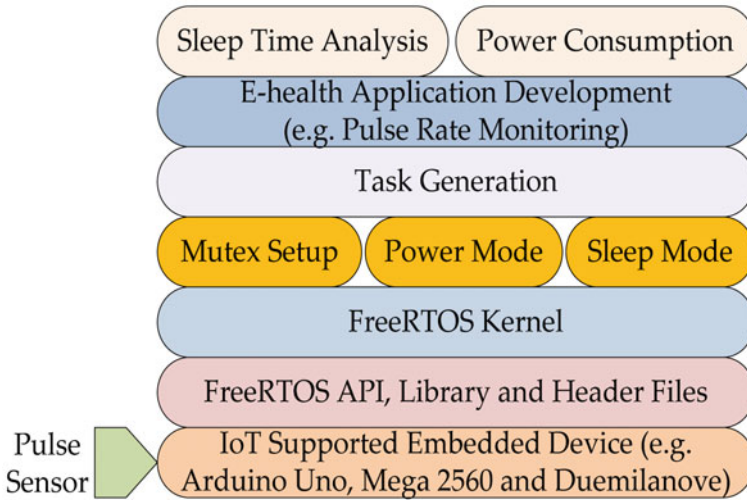 Sleep Time Analysis
Power Consumption
E-health Application Development
(e.g. Pulse Rate Monitoring)
Task Generation
Mutex Setup
Power Mode
Sleep Mode
FreeRTOS Kernel
FreeRTOS API, Library and Header Files
Pulse
Sensor
IoT Supported Embedded Device (e.g.
Arduino Uno, Mega 2560 and Duemilanove)